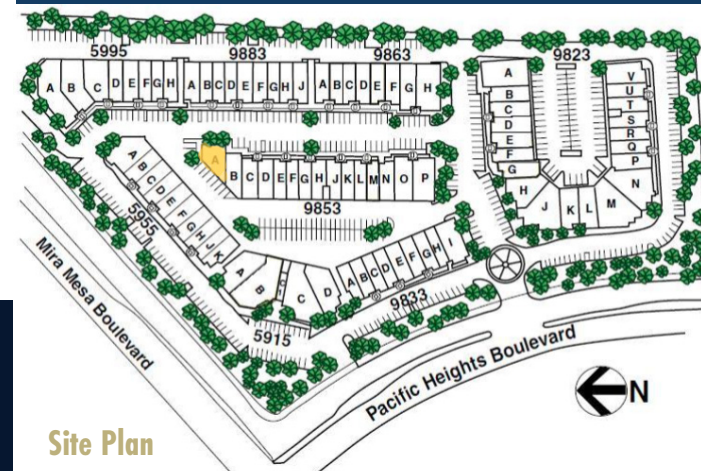 5995 9883 9863 9823
A B C D E F G H A B C D E F G H J A B C D E F G H
A
B
C
D
E
F
G
H
J
K
L
M
N
P
Q
R
S
T
U
V
A B C D E F G H J K L M N O P
9853
A B C D E F G H J K
5955
A B C D
5915
A B C D E F G H I
9833
Mira Mesa Boulevard
Pacific Heights Boulevard
N
Site Plan